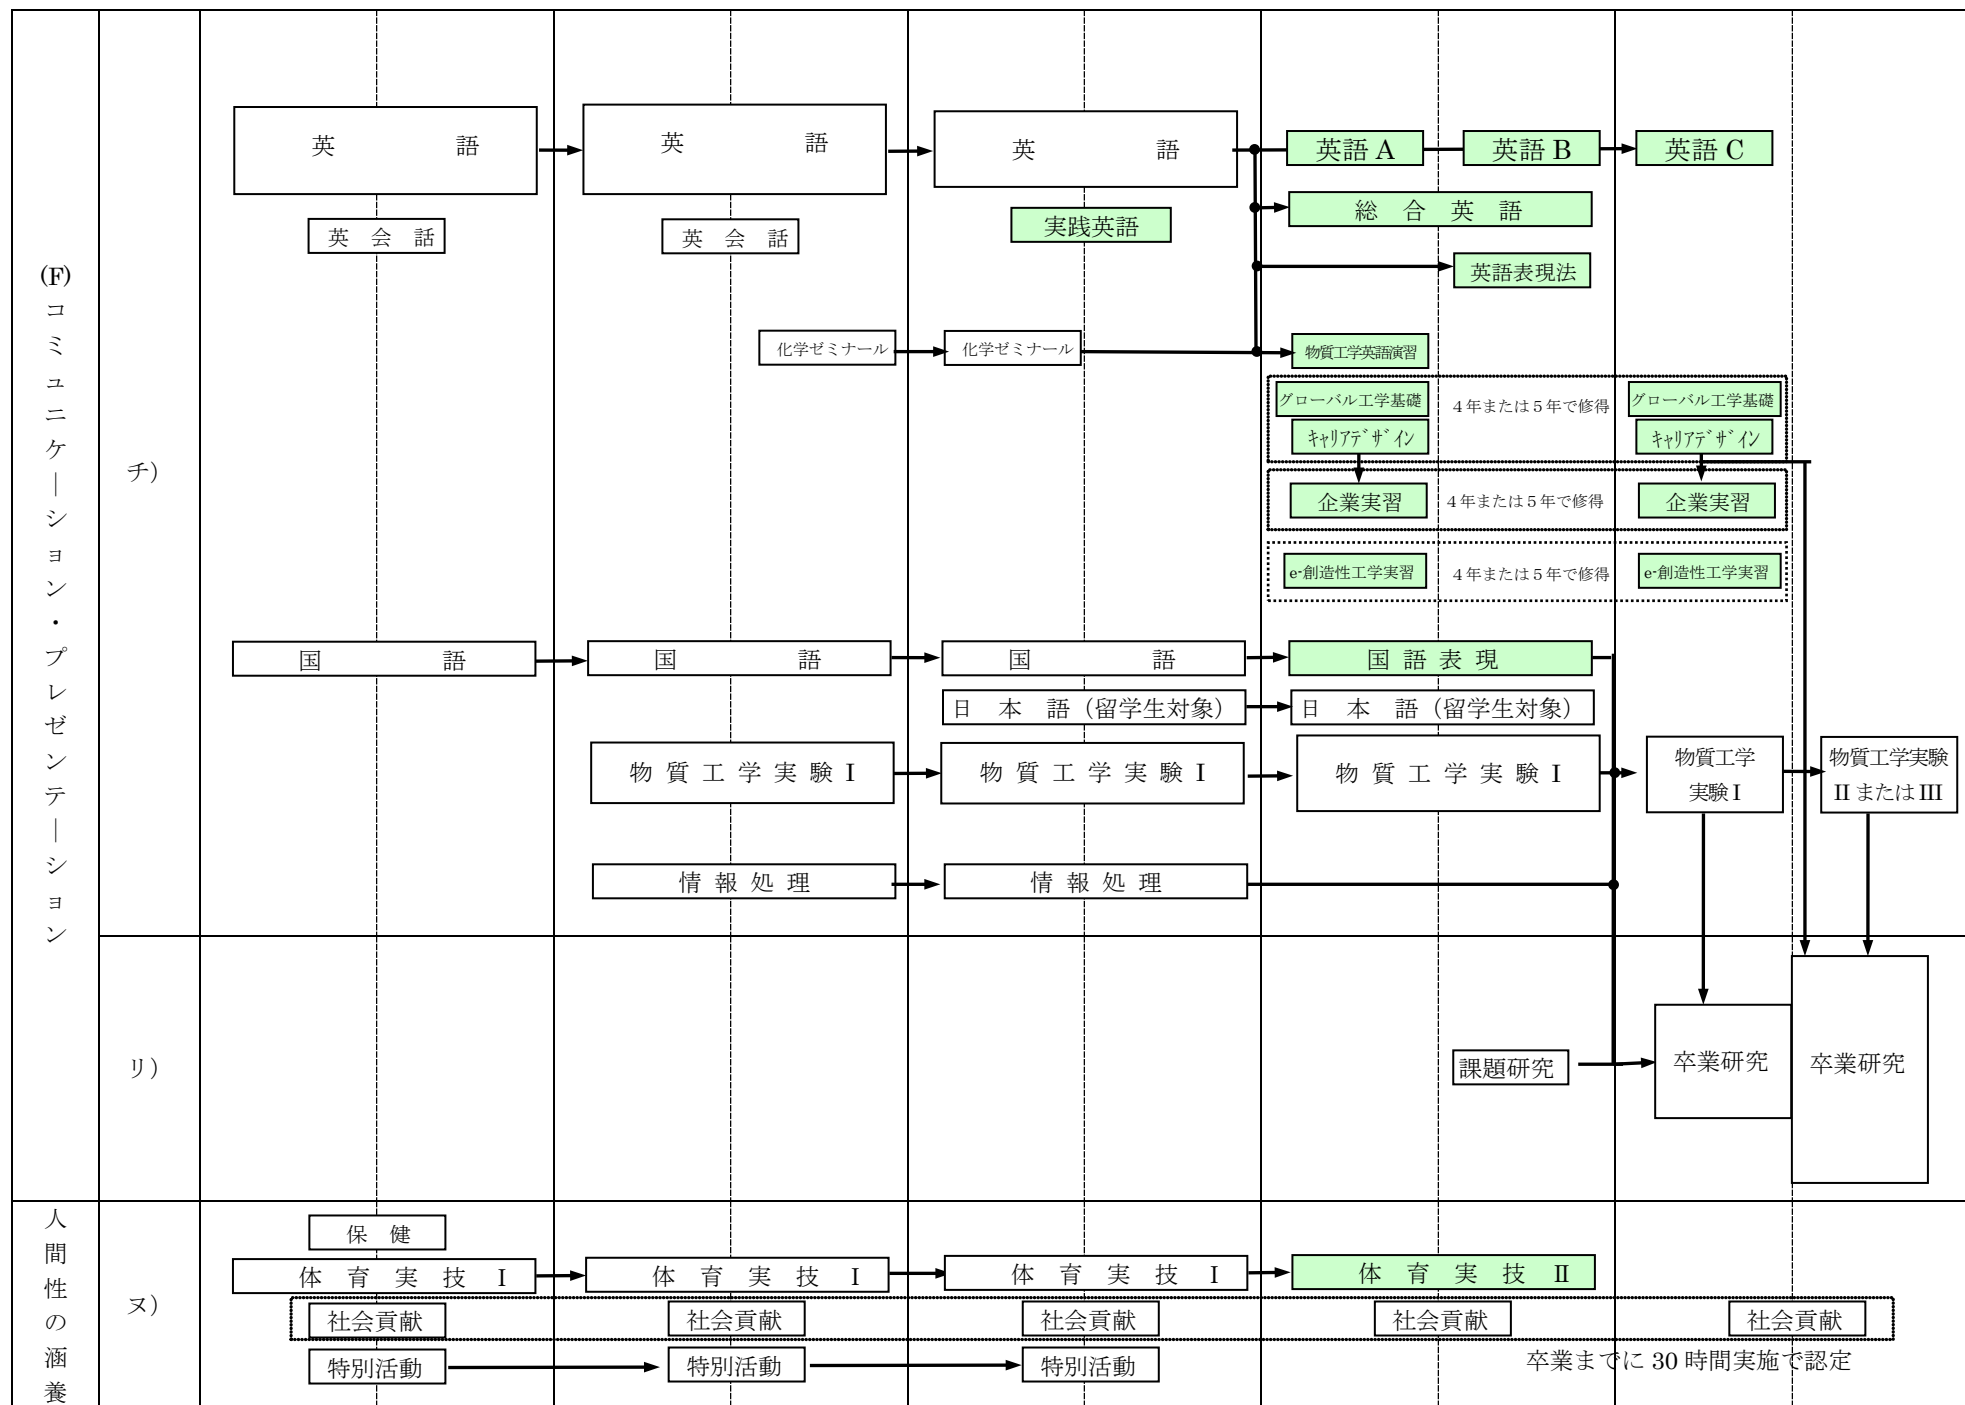 (F)コミュニケ―ション・プレゼンテ―ション
チ）
英語
英語
英語
英語 A
英語 B
英語 C
英会話
英会話
実践英語
総合英語
英語表現法
化学ゼミナール
化学ゼミナール
物質工学英語演習
グローバル工学基礎
４年または５年で修得
グローバル工学基礎
ｷｬﾘｱﾃﾞｻﾞｲﾝ
ｷｬﾘｱﾃﾞｻﾞｲﾝ
企業実習
４年または５年で修得
企業実習
e-創造性工学実習
４年または５年で修得
e-創造性工学実習
国語
国語
国語
国語表現
日本語（留学生対象）
日本語（留学生対象）
物質工学実験 I
物質工学実験 I
物質工学実験 I
物質工学
実験 I
物質工学実験
II または III
情報処理
情報処理
リ）
課題研究
卒業研究
卒業研究
人間性の涵養
ヌ）
保健
体育実技 I
体育実技 I
体育実技 I
体育実技 II
社会貢献
社会貢献
社会貢献
社会貢献
社会貢献
特別活動
特別活動
特別活動
卒業までに 30 時間実施で認定